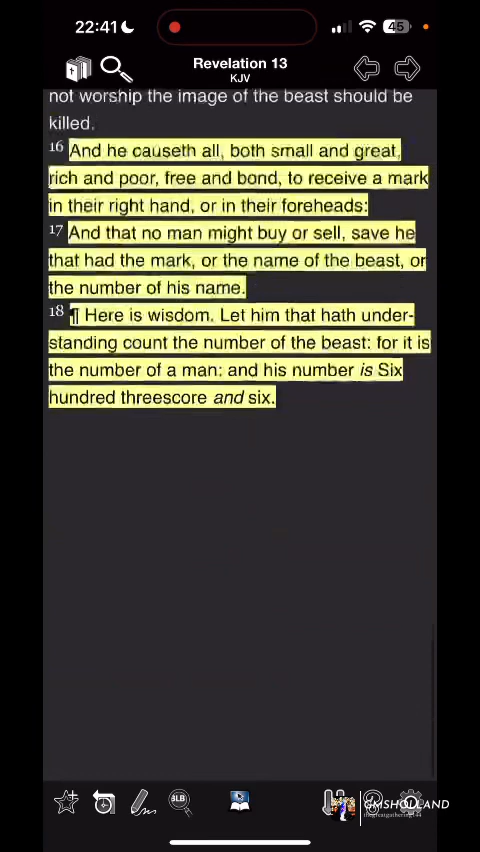 22:41
45
Revelation 13
KJV
not worship the image of the beast should be
killed.
16 And he causeth all, both small and great,
rich and poor, free and bond, to receive a mark
in their right hand, or in their foreheads:
17 And that no man might buy or sell, save he
that had the mark, or the name of the beast, or
the number of his name.
18 ¶ Here is wisdom. Let him that hath under-
standing count the number of the beast: for it is
the number of a man: and his number is Six
hundred threescore and six.
BLB
GMSHOLLAND
thegreatgathering144